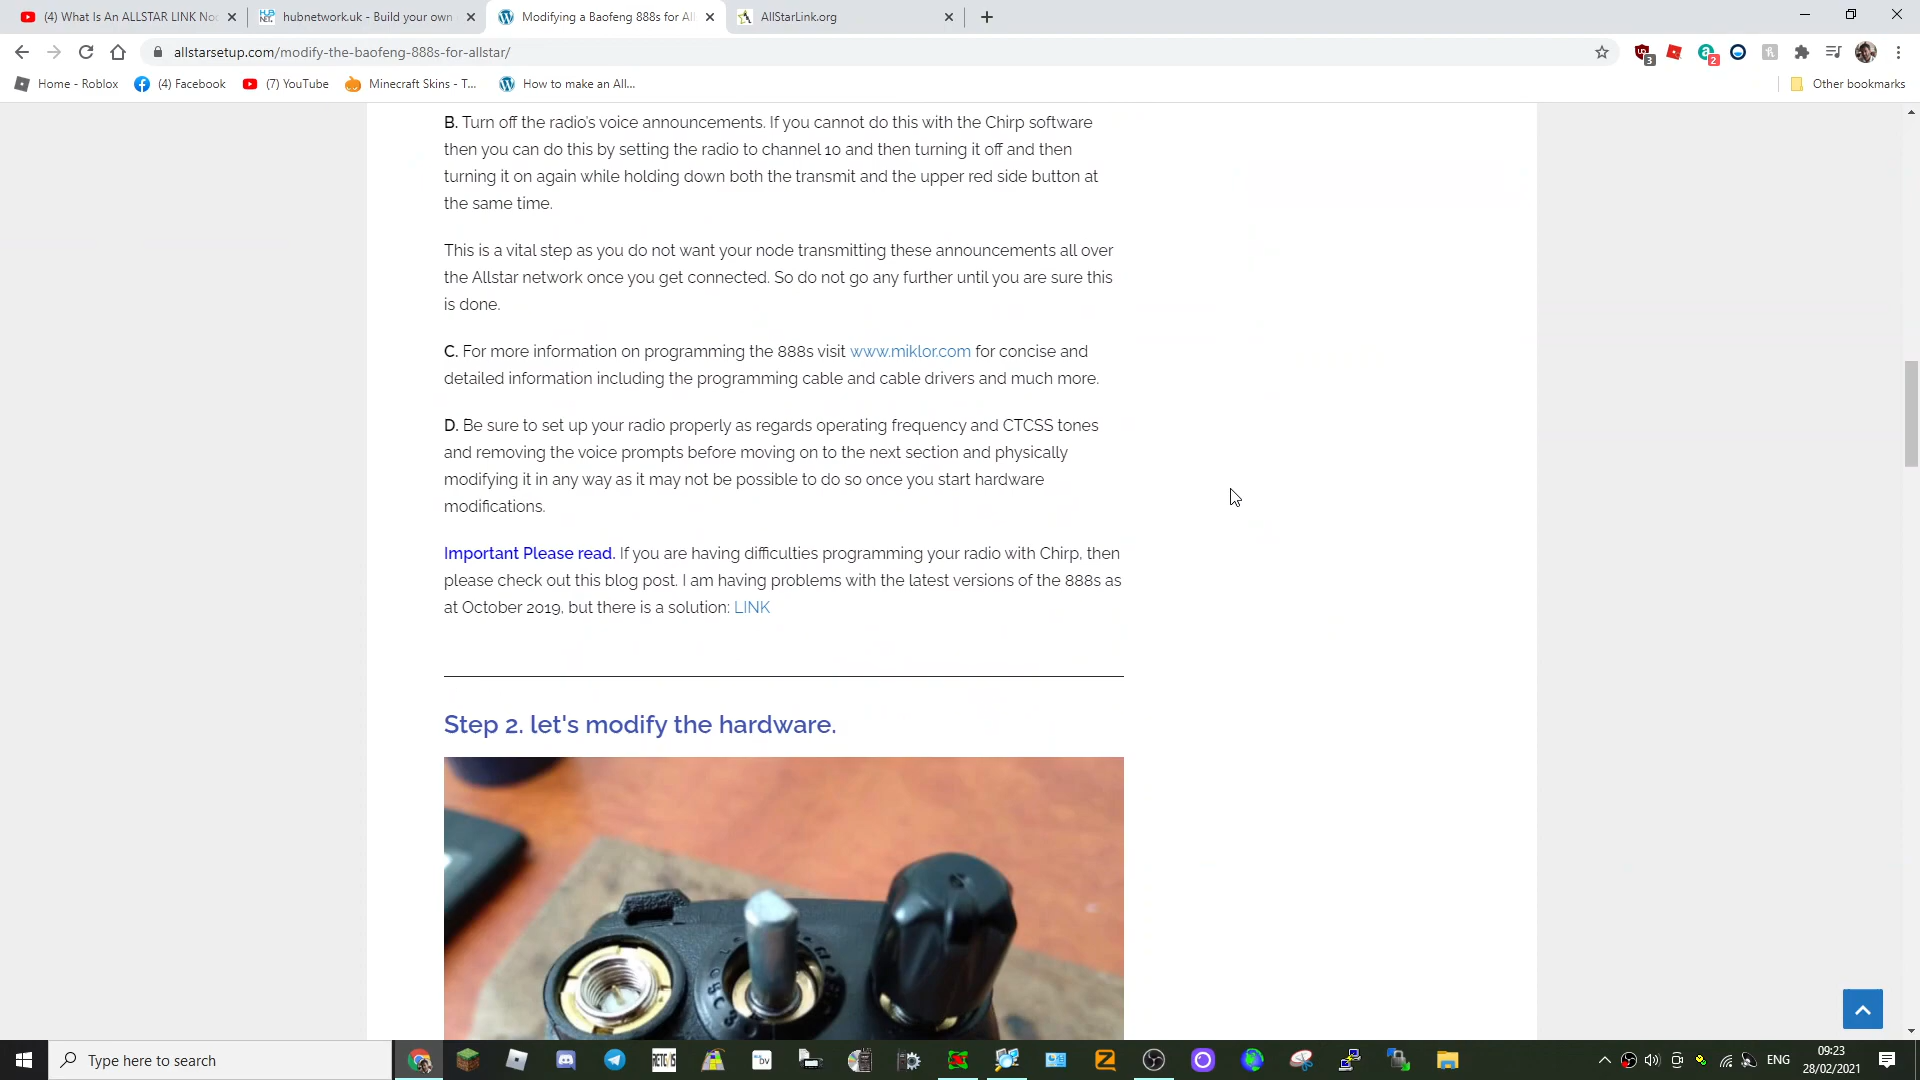 (4) What Is An ALLSTAR LINK No
hubnetwork.uk - Build your own
Modifying a Baofeng 888s for All
AllStarLink.org
allstarsetup.com/modify-the-baofeng-888s-for-allstar/
3
2
Home - Roblox
(4) Facebook
(7) YouTube
Minecraft Skins - T...
How to make an All...
Other bookmarks
B. Turn off the radio's voice announcements. If you cannot do this with the Chirp software
then you can do this by setting the radio to channel 10 and then turning it off and then
turning it on again while holding down both the transmit and the upper red side button at
the same time.
This is a vital step as you do not want your node transmitting these announcements all over
the Allstar network once you get connected. So do not go any further until you are sure this
is done.
C. For more information on programming the 888s visit www.miklor.com for concise and
detailed information including the programming cable and cable drivers and much more.
D. Be sure to set up your radio properly as regards operating frequency and CTCSS tones
and removing the voice prompts before moving on to the next section and physically
modifying it in any way as it may not be possible to do so once you start hardware
modifications.
Important Please read. If you are having difficulties programming your radio with Chirp, then
please check out this blog post. I am having problems with the latest versions of the 888s as
at October 2019, but there is a solution: LINK
Step 2. let's modify the hardware.
Type here to search
RETEVIS
DV
ENG
09:23
28/02/2021